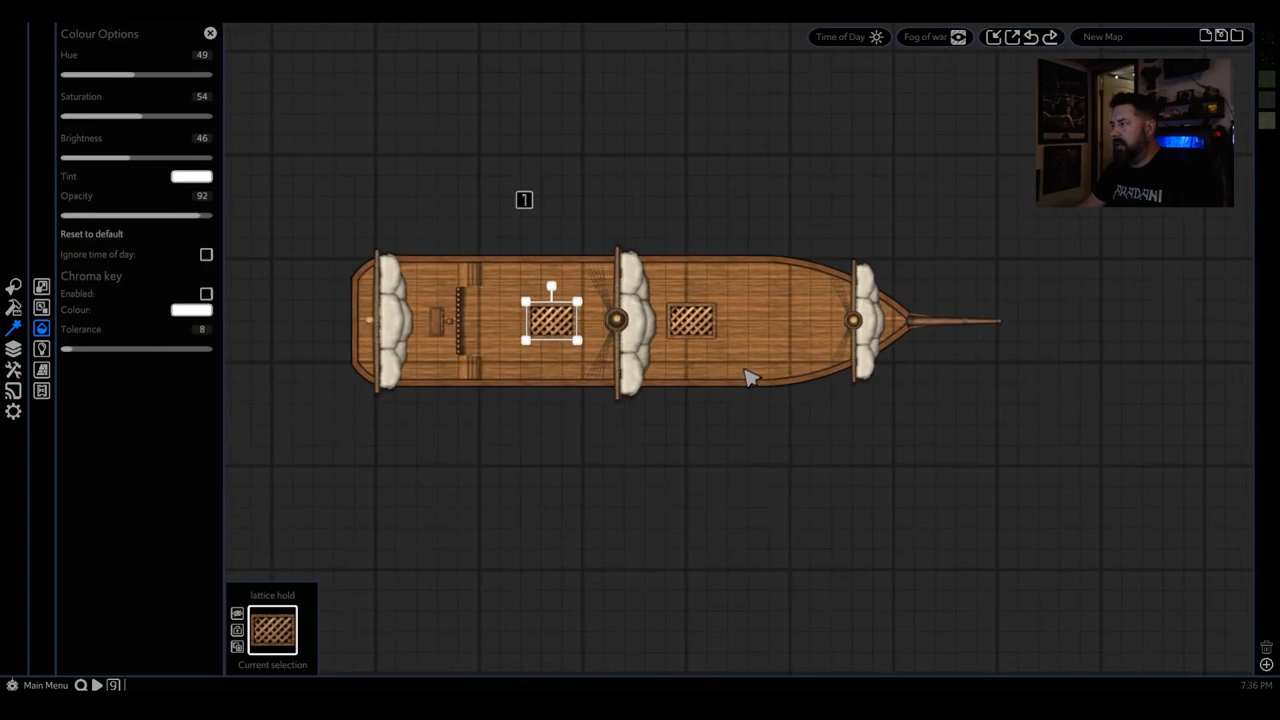 Colour Options
Hue 49
Saturation 54
Brightness 46
Tint
Opacity 92
Reset to default
Ignore time of day:
Chroma key
Enabled:
Colour:
Tolerance 8
Time of Day
Fog of war
New Map
ARADANI
1
lattice hold
Current selection
Main Menu
9
7:36 PM